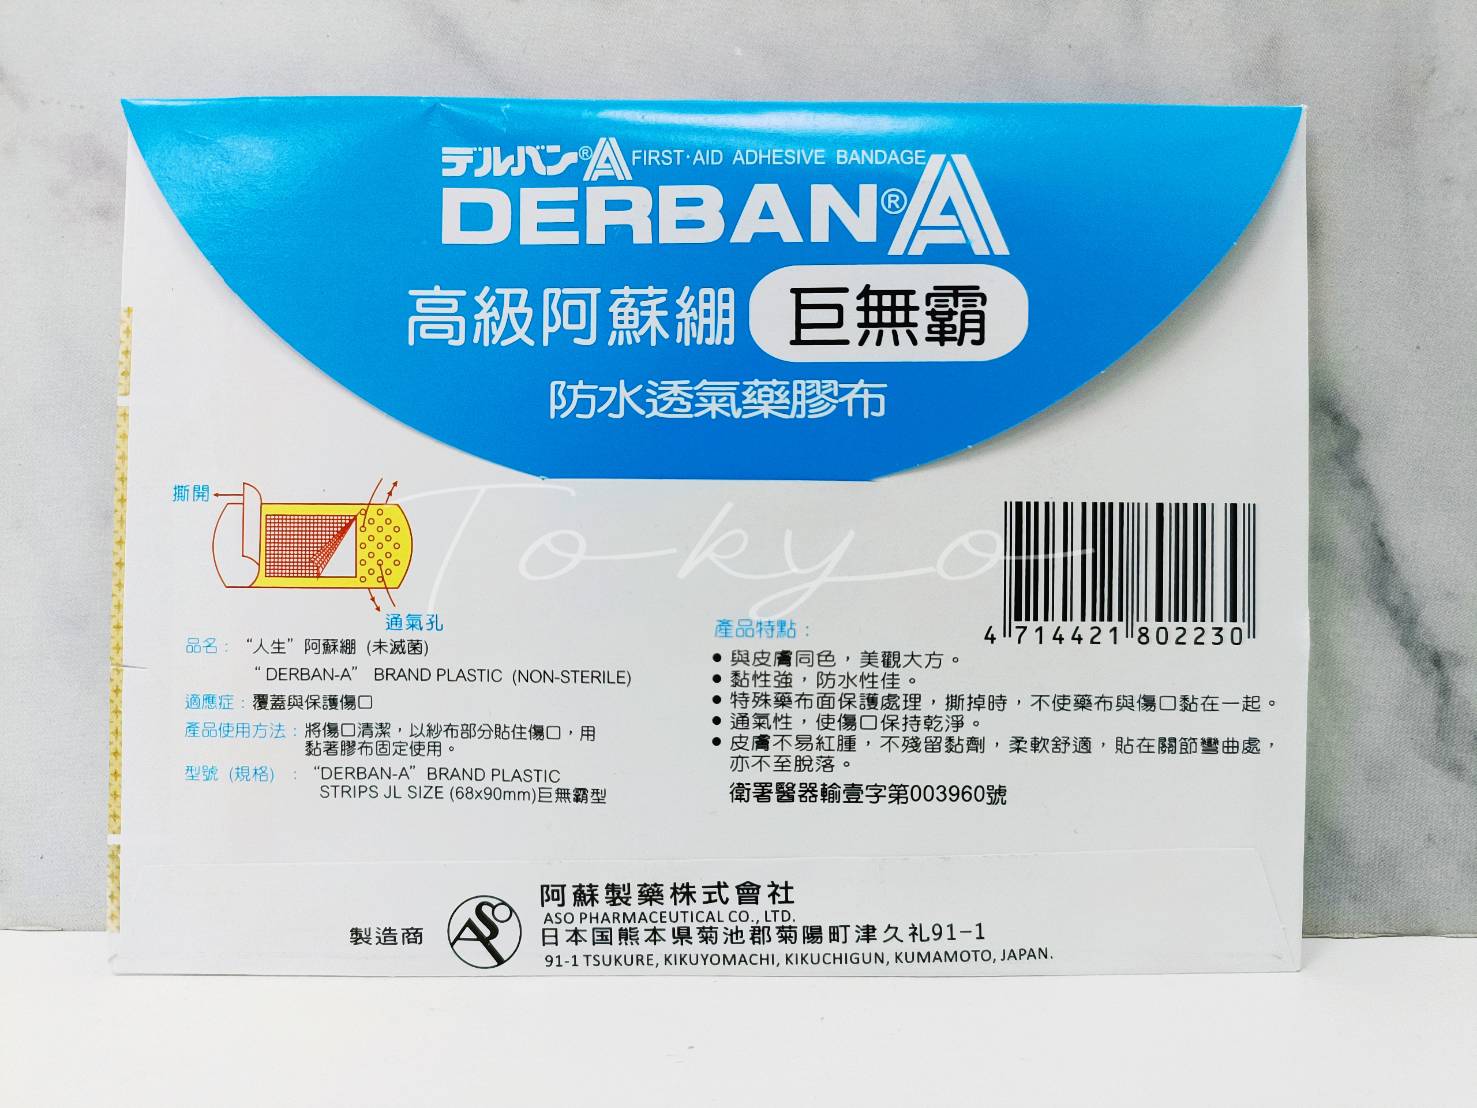 デルバン®A FIRST·AID ADHESIVE BANDAGE
DERBAN®A
高級阿蘇綳 巨無霸
防水透氣藥膠布
撕開
通氣孔
Tokyo
品名： “人生”阿蘇綳 (未滅菌)
“DERBAN-A” BRAND PLASTIC (NON-STERILE)
適應症：覆蓋與保護傷口
產品使用方法：將傷口清潔，以紗布部分貼住傷口，用
黏著膠布固定使用。
型號 (規格) ： “DERBAN-A” BRAND PLASTIC
STRIPS JL SIZE (68x90mm)巨無霸型
4 714421 802230
產品特點：
•與皮膚同色，美觀大方。
•黏性強，防水性佳。
•特殊藥布面保護處理，撕掉時，不使藥布與傷口黏在一起。
•通氣性，使傷口保持乾淨。
•皮膚不易紅腫，不殘留黏劑，柔軟舒適，貼在關節彎曲處，
亦不至脫落。
衛署醫器輸壹字第003960號
製造商
ASO
阿蘇製藥株式會社
ASO PHARMACEUTICAL CO., LTD.
日本国熊本県菊池郡菊陽町津久礼91-1
91-1 TSUKURE, KIKUYOMACHI, KIKUCHIGUN, KUMAMOTO, JAPAN.